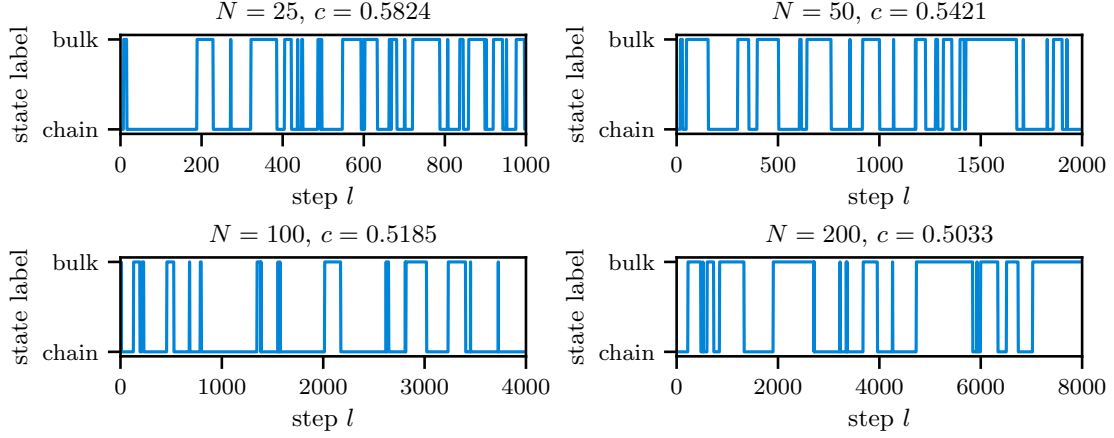 N = 25, c = 0.5824
state label
bulk
chain
0 200 400 600 800 1000
step l
N = 50, c = 0.5421
state label
bulk
chain
0 500 1000 1500 2000
step l
N = 100, c = 0.5185
state label
bulk
chain
0 1000 2000 3000 4000
step l
N = 200, c = 0.5033
state label
bulk
chain
0 2000 4000 6000 8000
step l